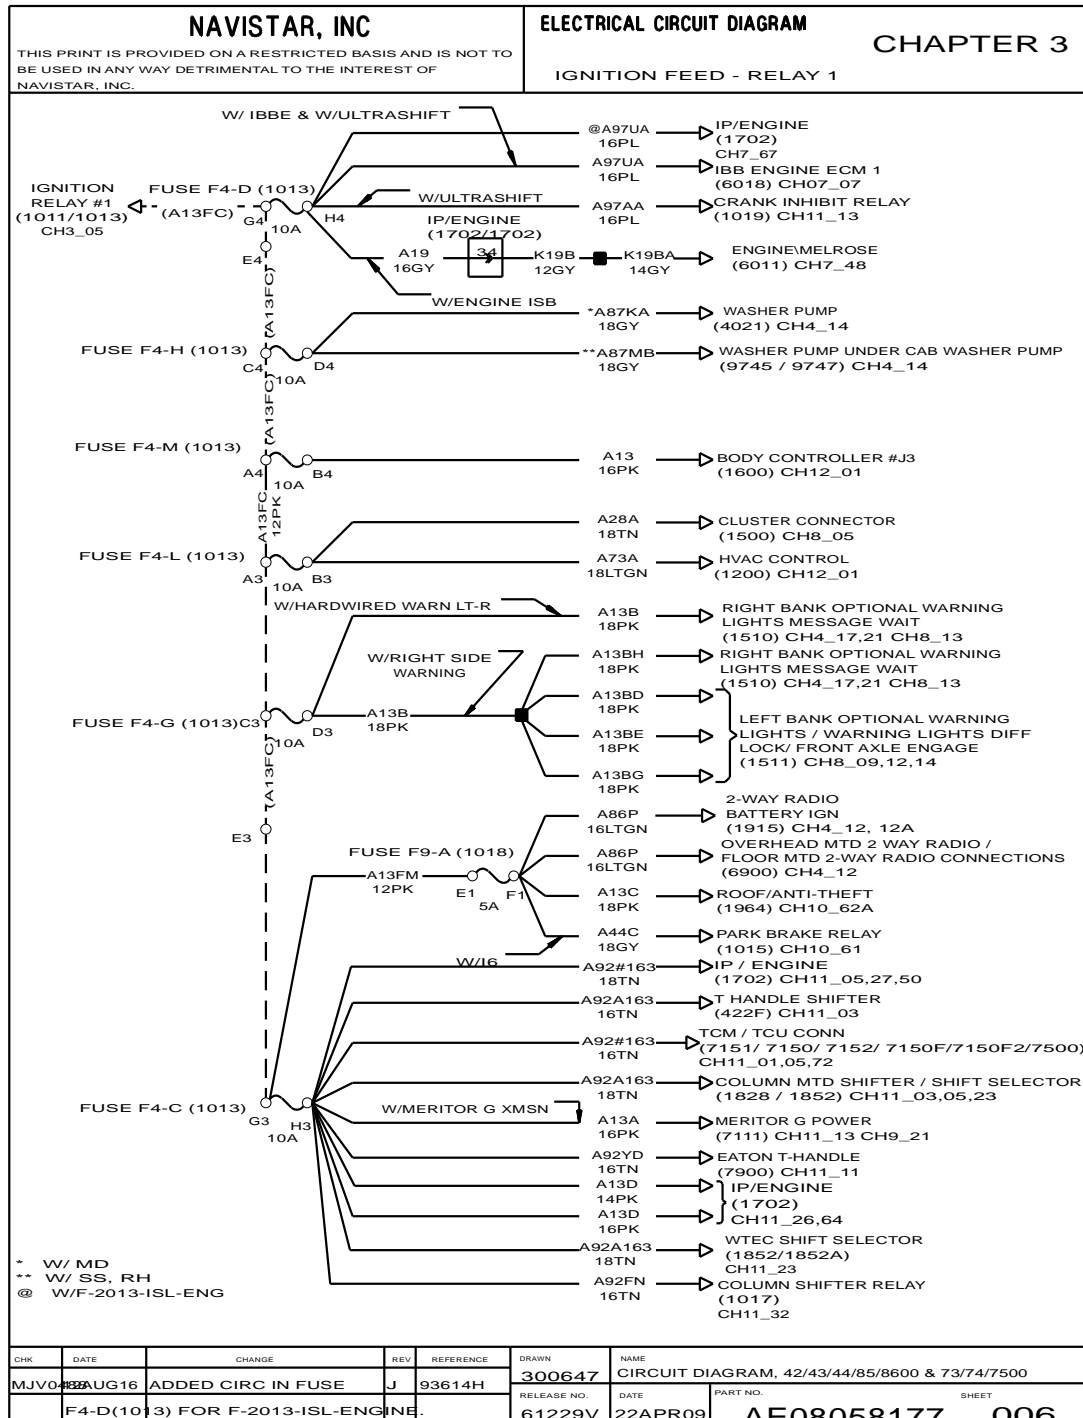 NAVISTAR, INC
THIS PRINT IS PROVIDED ON A RESTRICTED BASIS AND IS NOT TO
BE USED IN ANY WAY DETRIMENTAL TO THE INTEREST OF
NAVISTAR, INC.
ELECTRICAL CIRCUIT DIAGRAM
CHAPTER 3
IGNITION FEED - RELAY 1
W/ IBBE & W/ULTRASHIFT
@A97UA
16PL
IP/ENGINE
(1702)
CH7_67
A97UA
16PL
IBB ENGINE ECM 1
(6018) CH07_07
IGNITION
RELAY #1
(1011/1013)
CH3_05
(A13FC)
FUSE F4-D (1013)
G4
10A
H4
W/ULTRASHIFT
A97AA
16PL
CRANK INHIBIT RELAY
(1019) CH11_13
IP/ENGINE
(1702/1702)
A19
16GY
34
K19B
12GY
K19BA
14GY
ENGINE\MELROSE
(6011) CH7_48
E4
(A13FC)
W/ENGINE ISB
*A87KA
18GY
WASHER PUMP
(4021) CH4_14
FUSE F4-H (1013)
C4
10A
D4
**A87MB
18GY
WASHER PUMP UNDER CAB WASHER PUMP
(9745 / 9747) CH4_14
(A13FC)
FUSE F4-M (1013)
A4
10A
B4
A13
16PK
BODY CONTROLLER #J3
(1600) CH12_01
A13FC
12PK
A28A
18TN
CLUSTER CONNECTOR
(1500) CH8_05
FUSE F4-L (1013)
A3
10A
B3
A73A
18LTGN
HVAC CONTROL
(1200) CH12_01
W/HARDWIRED WARN LT-R
A13B
18PK
RIGHT BANK OPTIONAL WARNING
LIGHTS MESSAGE WAIT
(1510) CH4_17,21 CH8_13
W/RIGHT SIDE
WARNING
A13BH
18PK
RIGHT BANK OPTIONAL WARNING
LIGHTS MESSAGE WAIT
(1510) CH4_17,21 CH8_13
A13BD
18PK
FUSE F4-G (1013)
C3
10A
D3
A13B
18PK
A13BE
18PK
LEFT BANK OPTIONAL WARNING
LIGHTS / WARNING LIGHTS DIFF
LOCK/ FRONT AXLE ENGAGE
(1511) CH8_09,12,14
A13BG
18PK
(A13FC)
E3
A86P
16LTGN
2-WAY RADIO
BATTERY IGN
(1915) CH4_12, 12A
FUSE F9-A (1018)
A13FM
12PK
E1
5A
F1
A86P
16LTGN
OVERHEAD MTD 2 WAY RADIO /
FLOOR MTD 2-WAY RADIO CONNECTIONS
(6900) CH4_12
A13C
18PK
ROOF/ANTI-THEFT
(1964) CH10_62A
W/I6
A44C
18GY
PARK BRAKE RELAY
(1015) CH10_61
A92#163
18TN
IP / ENGINE
(1702) CH11_05,27,50
A92A163
16TN
T HANDLE SHIFTER
(422F) CH11_03
A92#163
16TN
TCM / TCU CONN
(7151/ 7150/ 7152/ 7150F/7150F2/7500)
CH11_01,05,72
A92A163
18TN
COLUMN MTD SHIFTER / SHIFT SELECTOR
(1828 / 1852) CH11_03,05,23
FUSE F4-C (1013)
G3
10A
H3
W/MERITOR G XMSN
A13A
16PK
MERITOR G POWER
(7111) CH11_13 CH9_21
A92YD
16TN
EATON T-HANDLE
(7900) CH11_11
A13D
14PK
A13D
16PK
IP/ENGINE
(1702)
CH11_26,64
A92A163
18TN
WTEC SHIFT SELECTOR
(1852/1852A)
CH11_23
A92FN
16TN
COLUMN SHIFTER RELAY
(1017)
CH11_32
* W/ MD
** W/ SS, RH
@ W/F-2013-ISL-ENG
CHK DATE CHANGE REV REFERENCE
AUG16 ADDED CIRC IN FUSE J 93614H
F4-D(1013) FOR F-2013-ISL-ENGINE.
DRAWN
300647
NAME
CIRCUIT DIAGRAM, 42/43/44/85/8600 & 73/74/7500
RELEASE NO.
61229V
DATE
22APR09
PART NO.
AE08058177
SHEET
006